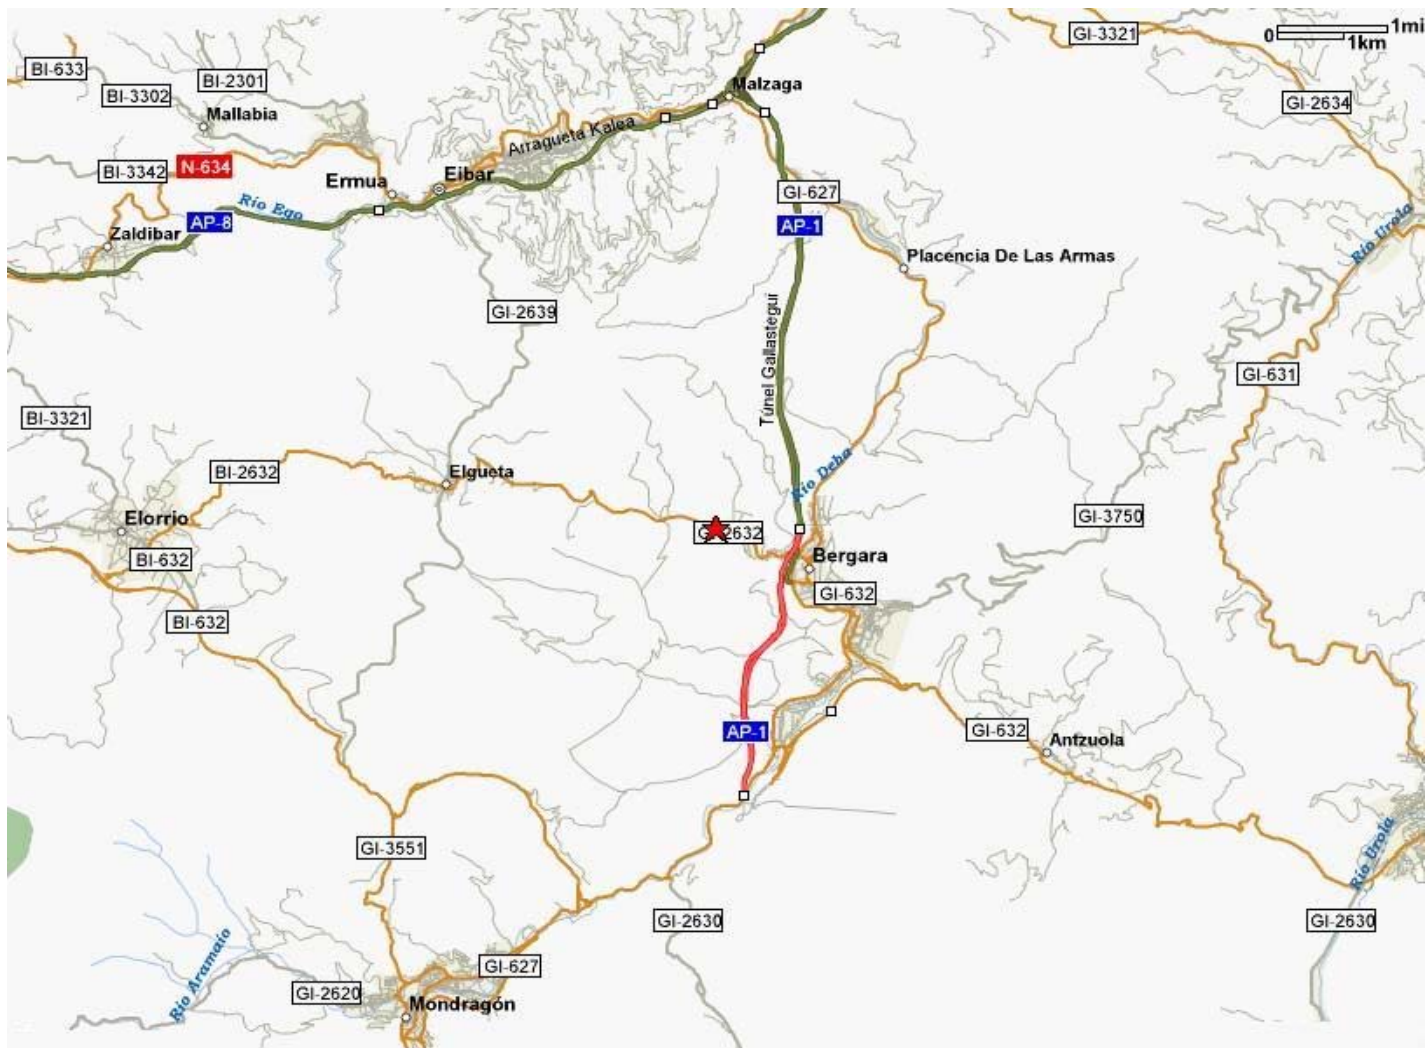 GI-3321
0
1mi
1km
BI-633
BI-2301
BI-3302
Mallabia
Malzaga
GI-2634
Arragueta Kalea
BI-3342
N-634
Ermua
Eibar
GI-627
Río Ego
AP-8
AP-1
Zaldibar
Río Urola
Placencia De Las Armas
GI-2639
Túnel Gallastegui
GI-631
BI-3321
BI-2632
Elgueta
Río Deba
Elorrio
GI-3750
GI-2632
BI-632
Bergara
GI-632
BI-632
AP-1
GI-632
Antzuola
GI-3551
Río Urola
GI-2630
GI-2630
Río Aramaio
GI-627
GI-2620
Mondragón